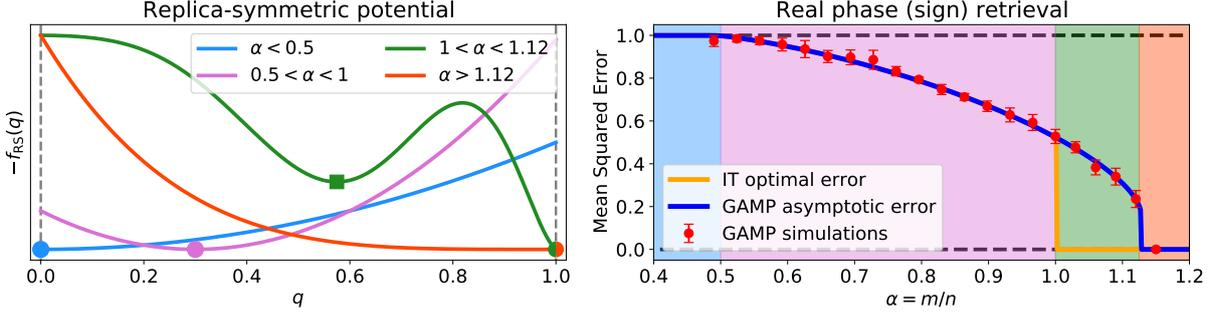 Replica-symmetric potential
−f_RS(q)
α < 0.5
0.5 < α < 1
1 < α < 1.12
α > 1.12
0.0 0.2 0.4 0.6 0.8 1.0
q
Real phase (sign) retrieval
Mean Squared Error
1.0
0.8
0.6
0.4
0.2
0.0
IT optimal error
GAMP asymptotic error
GAMP simulations
0.4 0.5 0.6 0.7 0.8 0.9 1.0 1.1 1.2
α = m/n